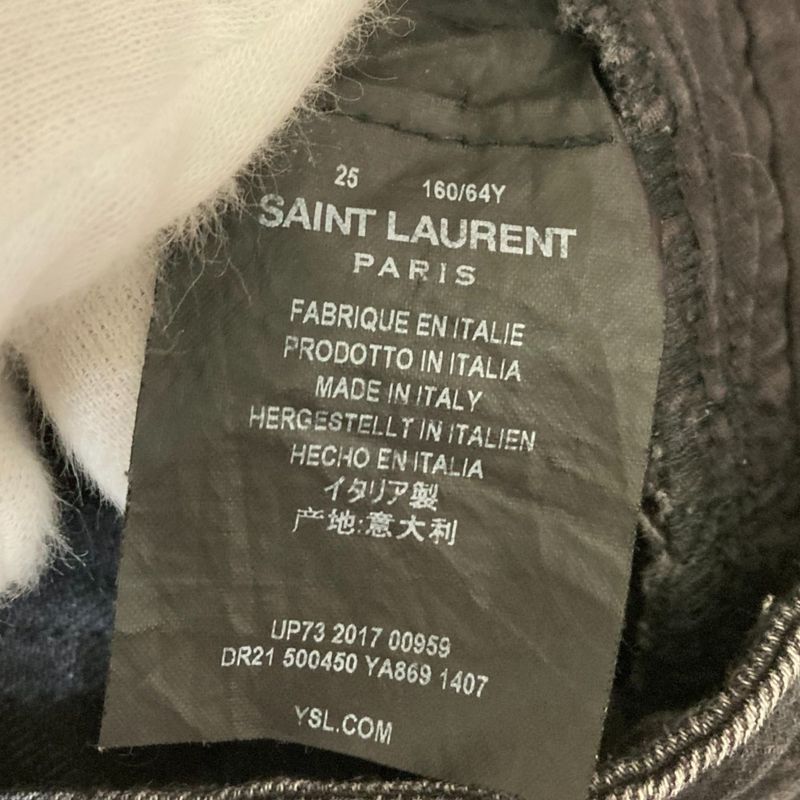 25 160/64Y
SAINT LAURENT
PARIS
FABRIQUE EN ITALIE
PRODOTTO IN ITALIA
MADE IN ITALY
HERGESTELLT IN ITALIEN
HECHO EN ITALIA
イタリア製
产地:意大利
UP73 2017 00959
DR21 500450 YA869 1407
YSL.COM